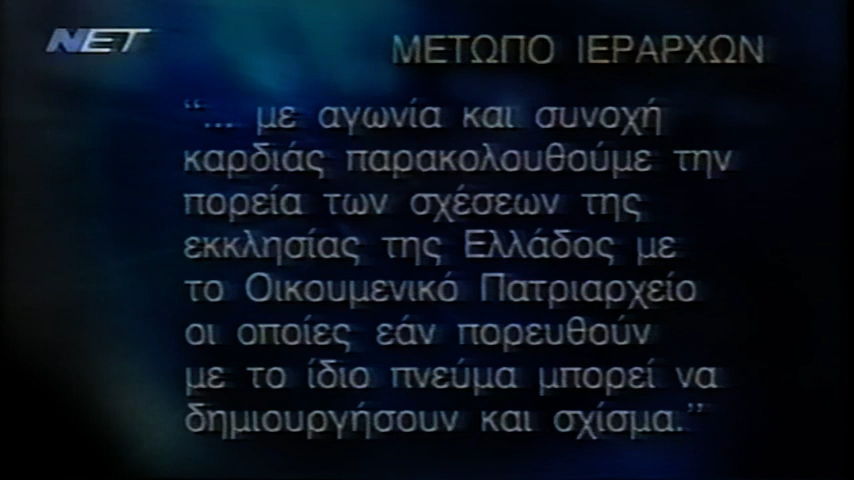 NET
ΜΕΤΩΠΟ ΙΕΡΑΡΧΩΝ
“... με αγωνία και συνοχή
καρδιάς παρακολουθούμε την
πορεία των σχέσεων της
εκκλησίας της Ελλάδος με
το Οικουμενικό Πατριαρχείο
οι οποίες εάν πορευθούν
με το ίδιο πνεύμα μπορεί να
δημιουργήσουν και σχίσμα.”